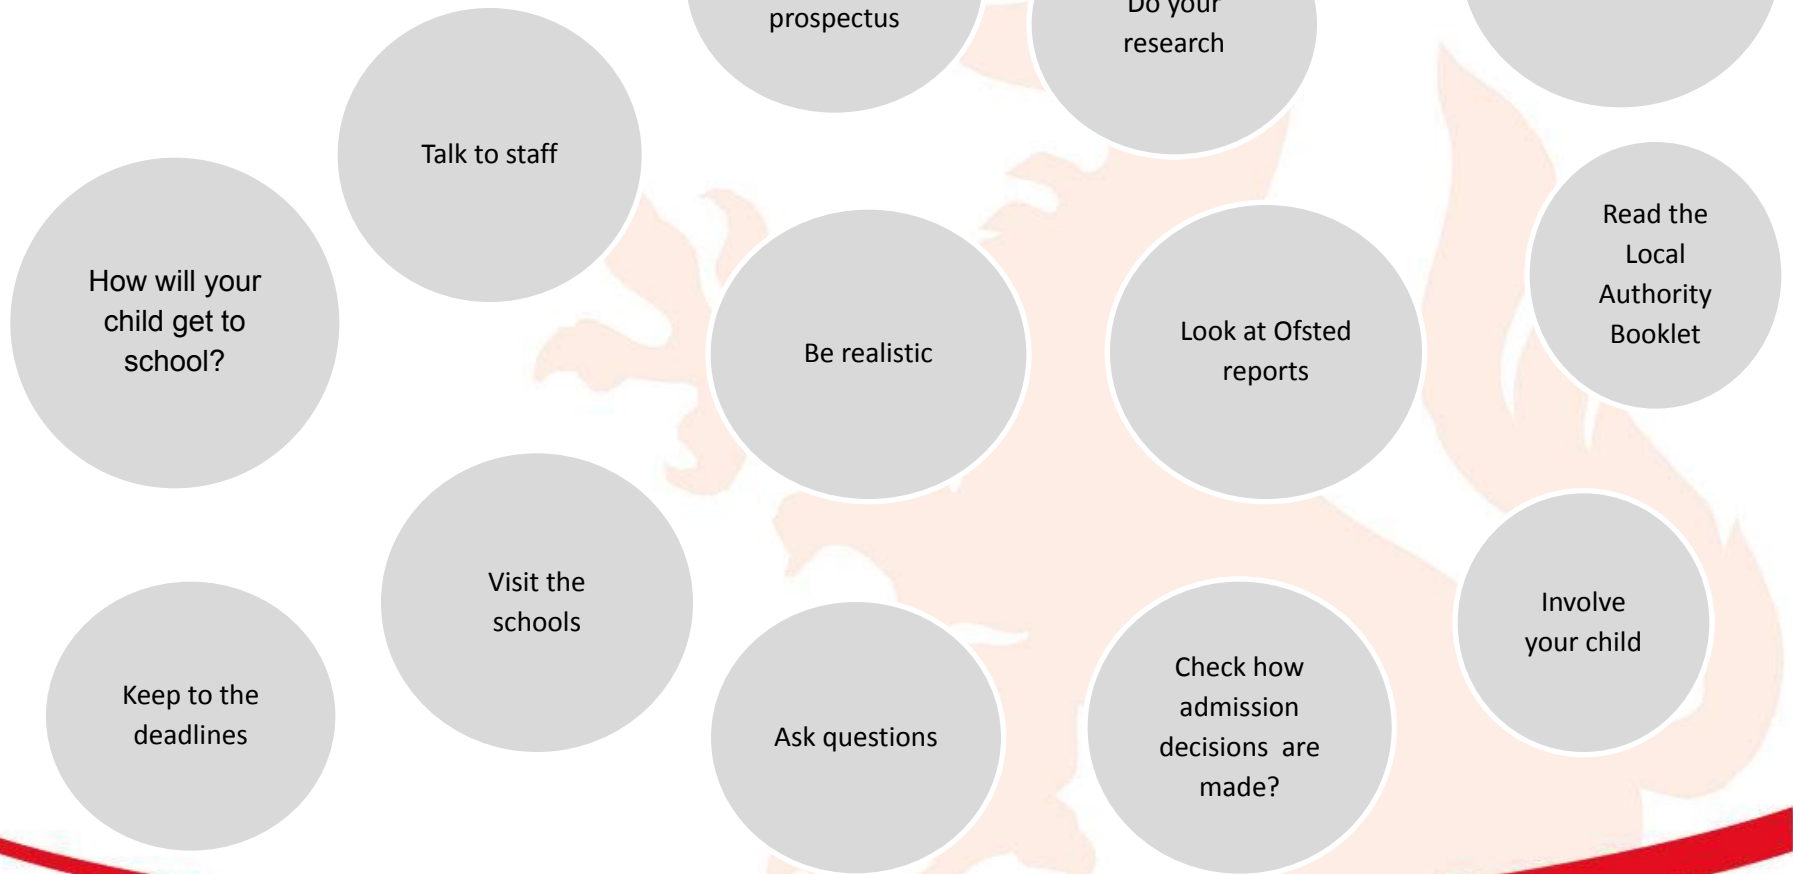 prospectus
Do your
research
Talk to staff
Read the
Local
Authority
Booklet
How will your
child get to
school?
Be realistic
Look at Ofsted
reports
Visit the
schools
Involve
your child
Keep to the
deadlines
Ask questions
Check how
admission
decisions  are
made?